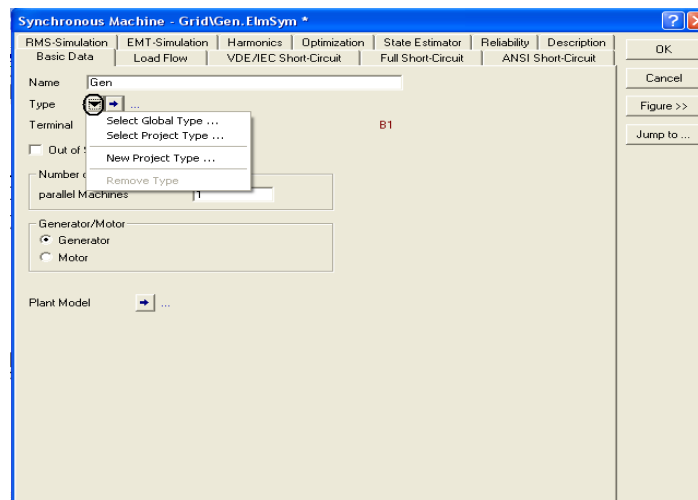 Synchronous Machine - Grid\Gen.ElmSym *
RMS-Simulation EMT-Simulation Harmonics Optimization State Estimator Reliability Description
Basic Data Load Flow VDE/IEC Short-Circuit Full Short-Circuit ANSI Short-Circuit
OK
Cancel
Figure >>
Jump to ...
Name Gen
Type ...
Terminal B1
Select Global Type ...
Select Project Type ...
New Project Type ...
Remove Type
Out of
Number
parallel Machines 1
Generator/Motor
Generator
Motor
Plant Model ...